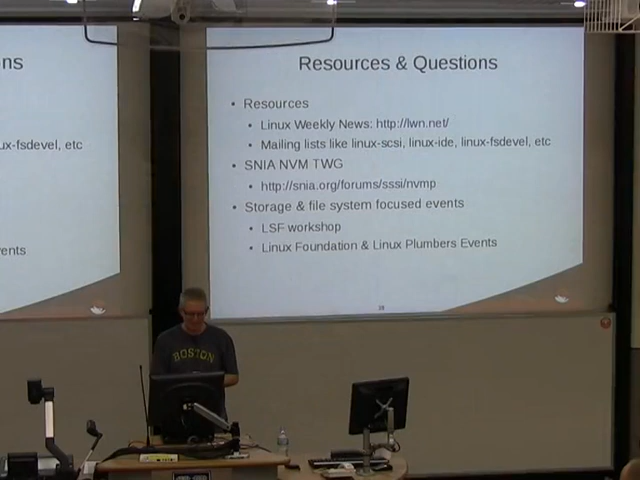 ns
ux-fsdevel, etc
ents
Resources & Questions
• Resources
• Linux Weekly News: http://lwn.net/
• Mailing lists like linux-scsi, linux-ide, linux-fsdevel, etc
• SNIA NVM TWG
• http://snia.org/forums/sssi/nvmp
• Storage & file system focused events
• LSF workshop
• Linux Foundation & Linux Plumbers Events
BOSTON